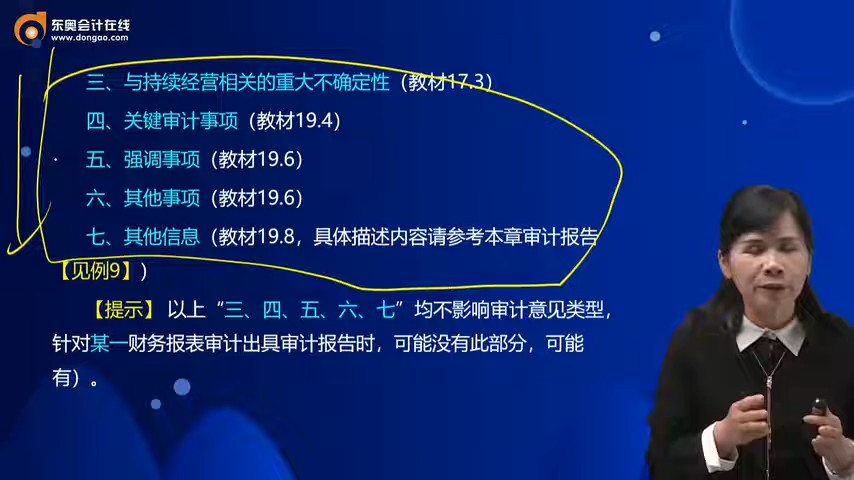 东奥会计在线
www.dongao.com
三、与持续经营相关的重大不确定性（教材17.3）
四、关键审计事项（教材19.4）
五、强调事项（教材19.6）
六、其他事项（教材19.6）
七、其他信息（教材19.8，具体描述内容请参考本章审计报告
【见例9】）
【提示】以上“三、四、五、六、七”均不影响审计意见类型，
针对某一财务报表审计出具审计报告时，可能没有此部分，可能
有）。